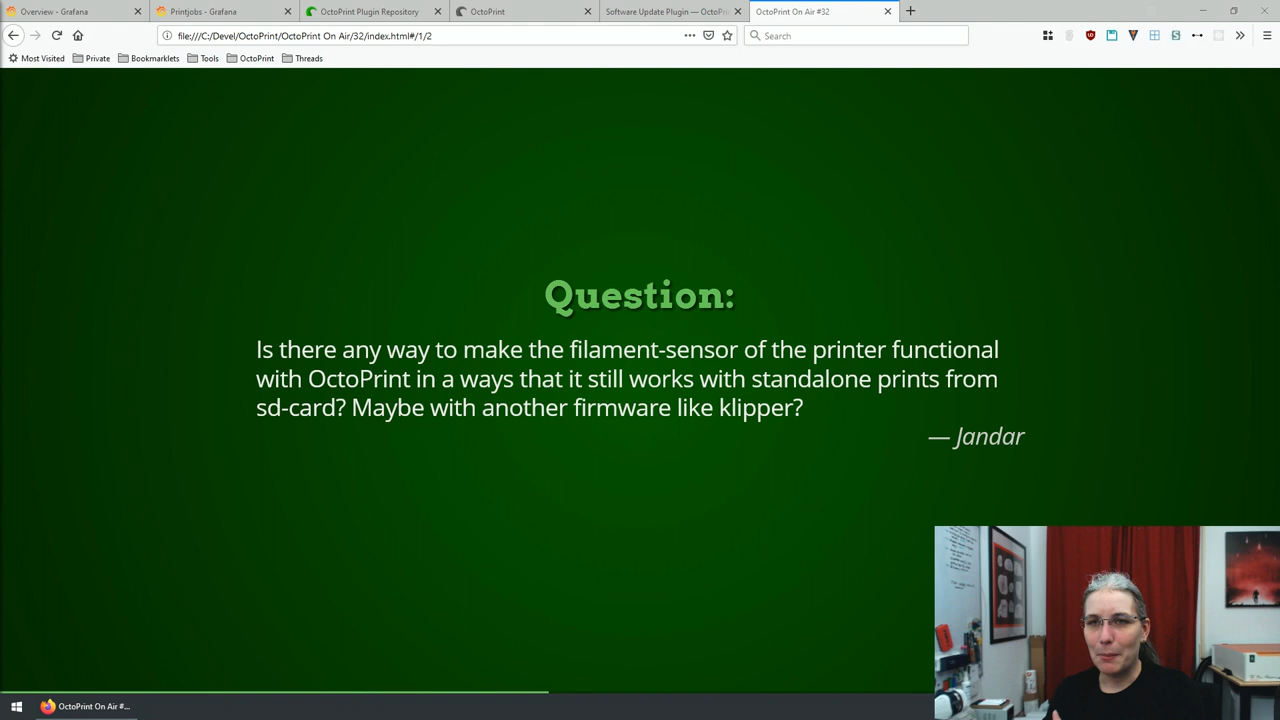 Overview - Grafana
Printjobs - Grafana
OctoPrint Plugin Repository
OctoPrint
Software Update Plugin — OctoPri
OctoPrint On Air #32
file:///C:/Devel/OctoPrint/OctoPrint On Air/32/index.html#/1/2
Search
Most Visited
Private
Bookmarklets
Tools
OctoPrint
Threads
Question:
Is there any way to make the filament-sensor of the printer functional
with OctoPrint in a ways that it still works with standalone prints from
sd-card? Maybe with another firmware like klipper?
— Jandar
OctoPrint On Air #...